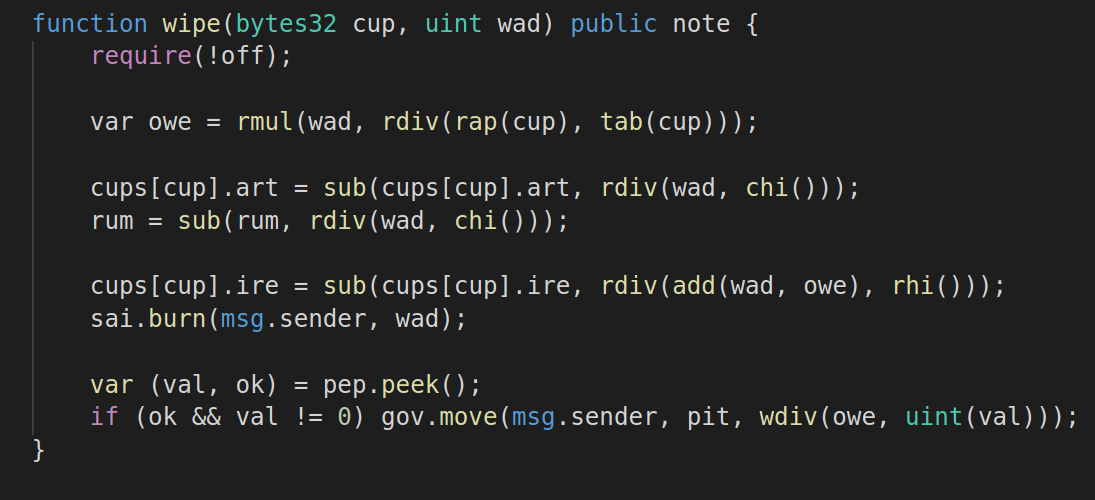 function wipe(bytes32 cup, uint wad) public note {
    require(!off);

    var owe = rmul(wad, rdiv(rap(cup), tab(cup)));

    cups[cup].art = sub(cups[cup].art, rdiv(wad, chi()));
    rum = sub(rum, rdiv(wad, chi()));

    cups[cup].ire = sub(cups[cup].ire, rdiv(add(wad, owe), rhi()));
    sai.burn(msg.sender, wad);

    var (val, ok) = pep.peek();
    if (ok && val != 0) gov.move(msg.sender, pit, wdiv(owe, uint(val)));
}